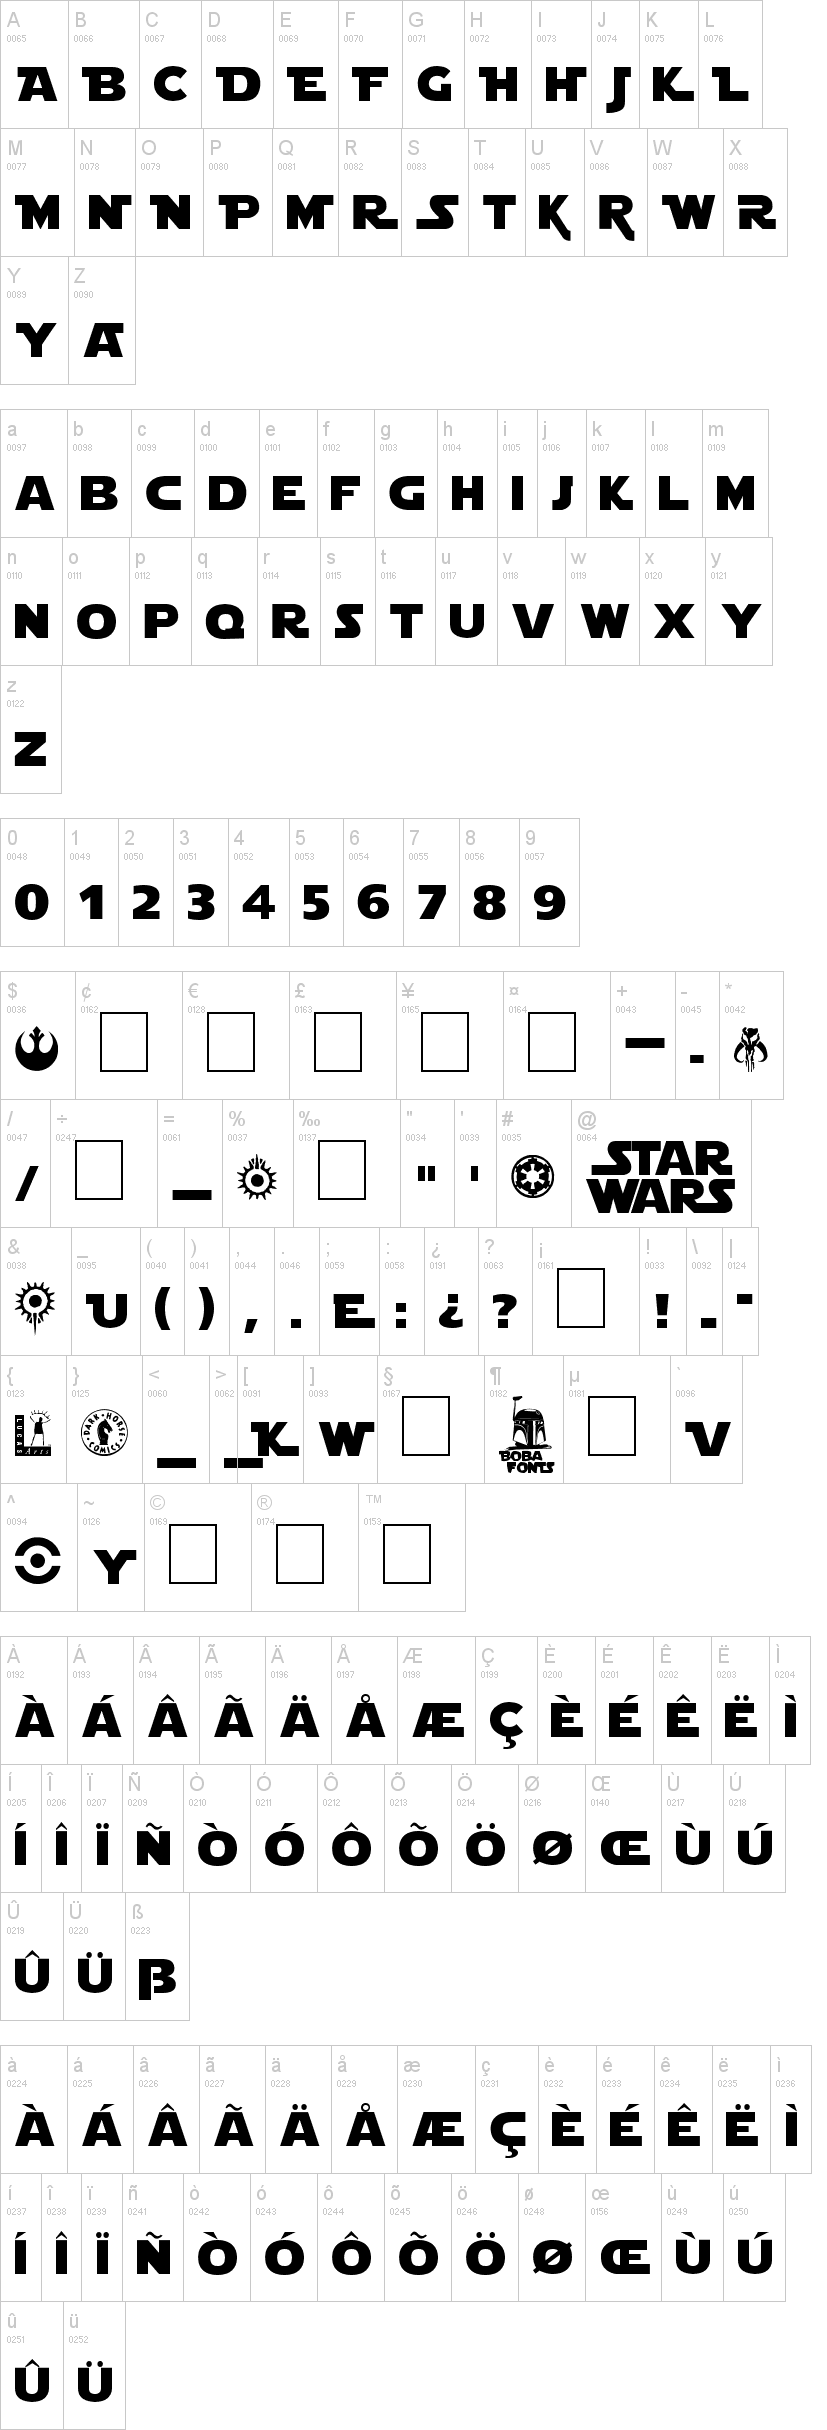 A B C D E F G H I J K L
0065 0066 0067 0068 0069 0070 0071 0072 0073 0074 0075 0076
A B C D E F G H H J K L
M N O P Q R S T U V W X
0077 0078 0079 0080 0081 0082 0083 0084 0085 0086 0087 0088
M N N P M R S T K R W R
Y Z
0089 0090
Y A
a b c d e f g h i j k l m
0097 0098 0099 0100 0101 0102 0103 0104 0105 0106 0107 0108 0109
A B C D E F G H I J K L M
n o p q r s t u v w x y
0110 0111 0112 0113 0114 0115 0116 0117 0118 0119 0120 0121
N O P Q R S T U V W X Y
z
0122
Z
0 1 2 3 4 5 6 7 8 9
0048 0049 0050 0051 0052 0053 0054 0055 0056 0057
0 1 2 3 4 5 6 7 8 9
$ ¢ € £ ¥ ¤ + - *
0036 0162 0128 0163 0165 0164 0043 0045 0042
/ ÷ = % ‰ " ' # @
0047 0247 0061 0037 0137 0034 0039 0035 0064
/ " ' STAR
WARS
& _ ( ) , . ; : ¿ ? ¡ ! \ |
0038 0095 0040 0041 0044 0046 0059 0058 0191 0063 0161 0033 0092 0124
U ( ) , . E : ¿ ? ! - -
{ } < > [ ] § ¶ µ `
0123 0125 0060 0062 0091 0093 0167 0182 0181 0096
LUCAS Arts DARK HORSE COMICS _ _ K W BOBA FONTS V
^ ~ © ® ™
0094 0126 0169 0174 0153
Y
À Á Â Ã Ä Å Æ Ç È É Ê Ë Ì
0192 0193 0194 0195 0196 0197 0198 0199 0200 0201 0202 0203 0204
À Á Â Ã Ä Å Æ Ç È É Ê Ë Ì
Í Î Ï Ñ Ò Ó Ô Õ Ö Ø Œ Ù Ú
0205 0206 0207 0209 0210 0211 0212 0213 0214 0216 0140 0217 0218
Í Î Ï Ñ Ò Ó Ô Õ Ö Ø Œ Ù Ú
Û Ü ß
0219 0220 0223
Û Ü ß
à á â ã ä å æ ç è é ê ë ì
0224 0225 0226 0227 0228 0229 0230 0231 0232 0233 0234 0235 0236
À Á Â Ã Ä Å Æ Ç È É Ê Ë Ì
í î ï ñ ò ó ô õ ö ø œ ù ú
0237 0238 0239 0241 0242 0243 0244 0245 0246 0248 0156 0249 0250
Í Î Ï Ñ Ò Ó Ô Õ Ö Ø Œ Ù Ú
û ü
0251 0252
Û Ü